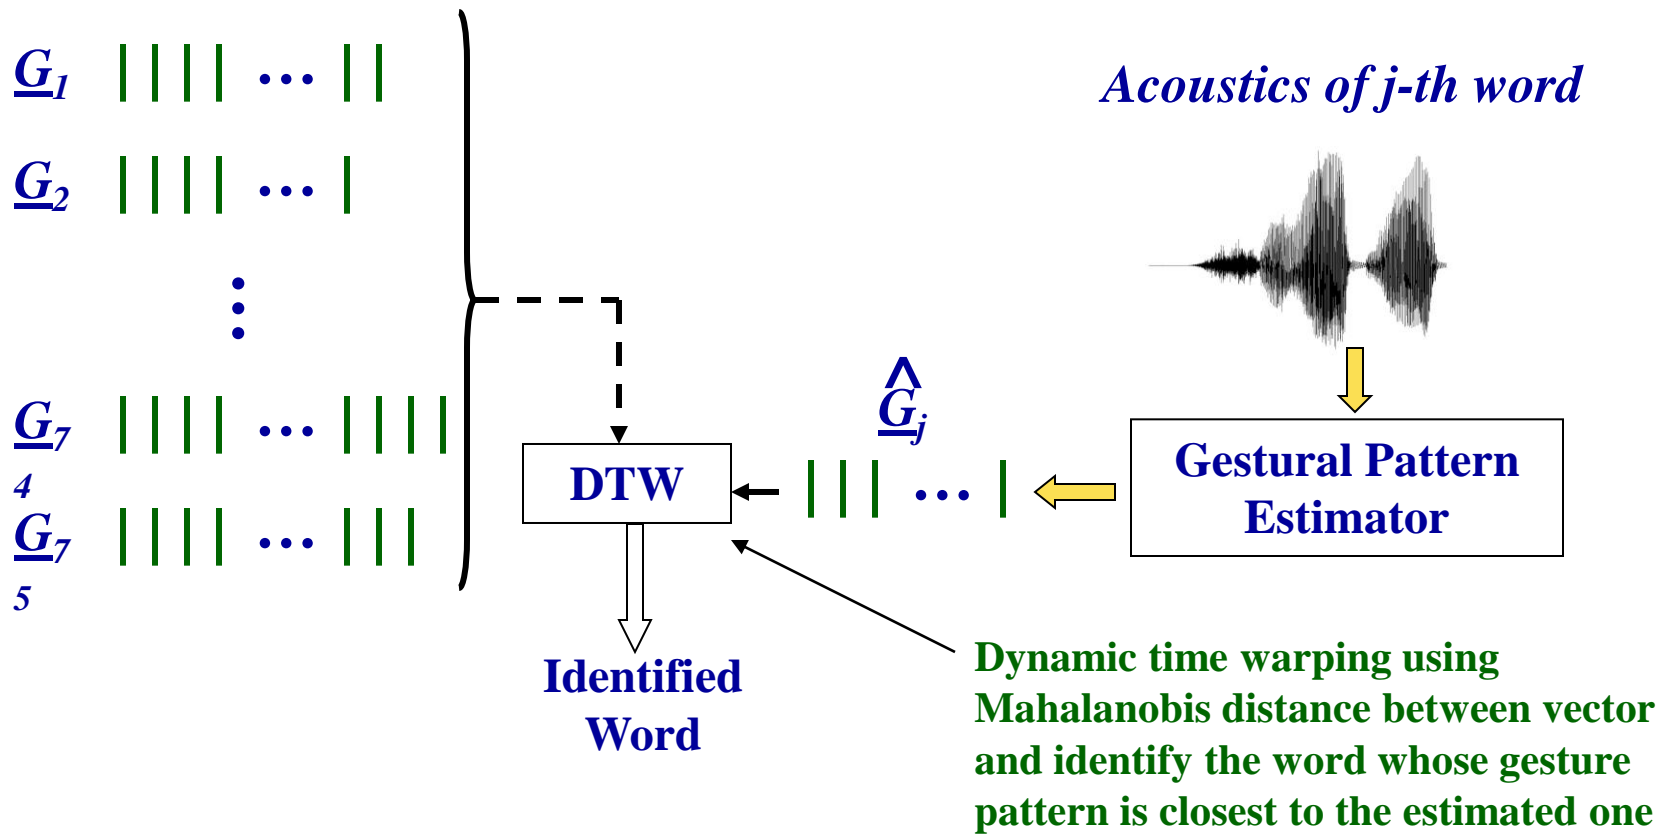 G1 ...
Acoustics of j-th word
G2 ...
G7 ...
4
G7 ...
5
Ĝj
...
DTW
Gestural Pattern
Estimator
Identified
Word
Dynamic time warping using
Mahalanobis distance between vector
and identify the word whose gesture
pattern is closest to the estimated one